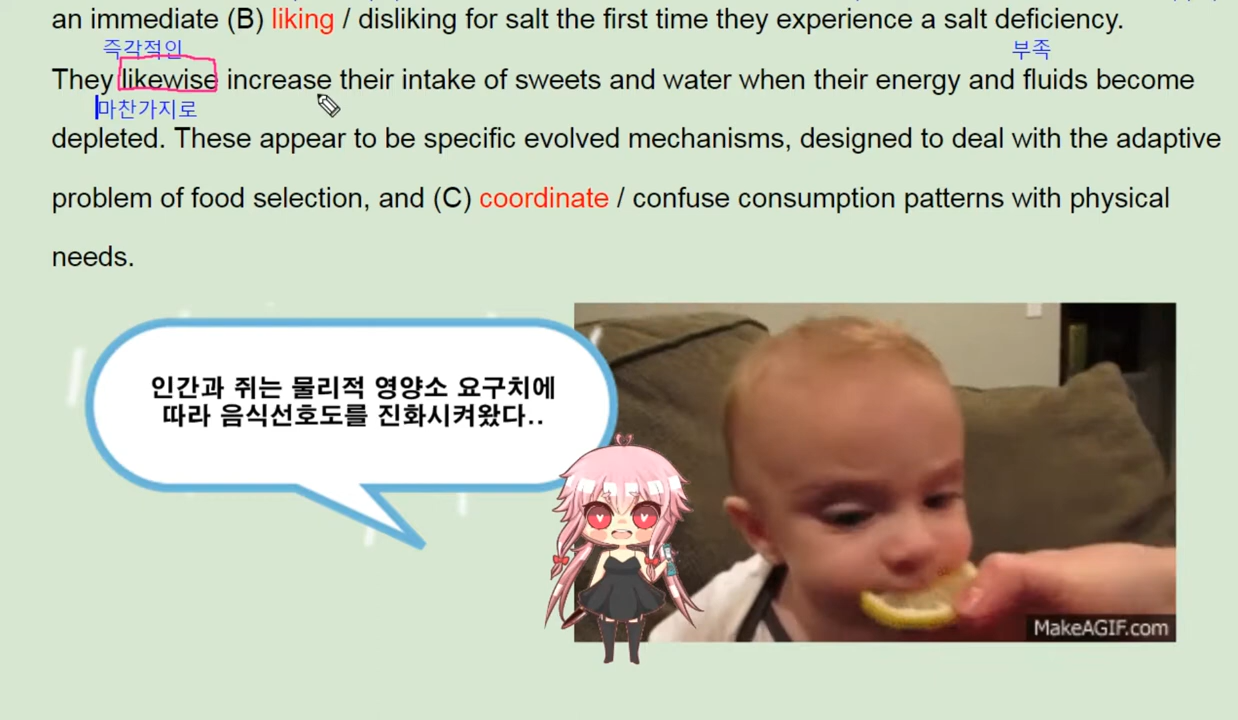 an immediate (B) liking / disliking for salt the first time they experience a salt deficiency.
즉각적인 부족
They likewise increase their intake of sweets and water when their energy and fluids become
마찬가지로
depleted. These appear to be specific evolved mechanisms, designed to deal with the adaptive
problem of food selection, and (C) coordinate / confuse consumption patterns with physical
needs.
인간과 쥐는 물리적 영양소 요구치에
따라 음식선호도를 진화시켜왔다..
MakeAGIF.com